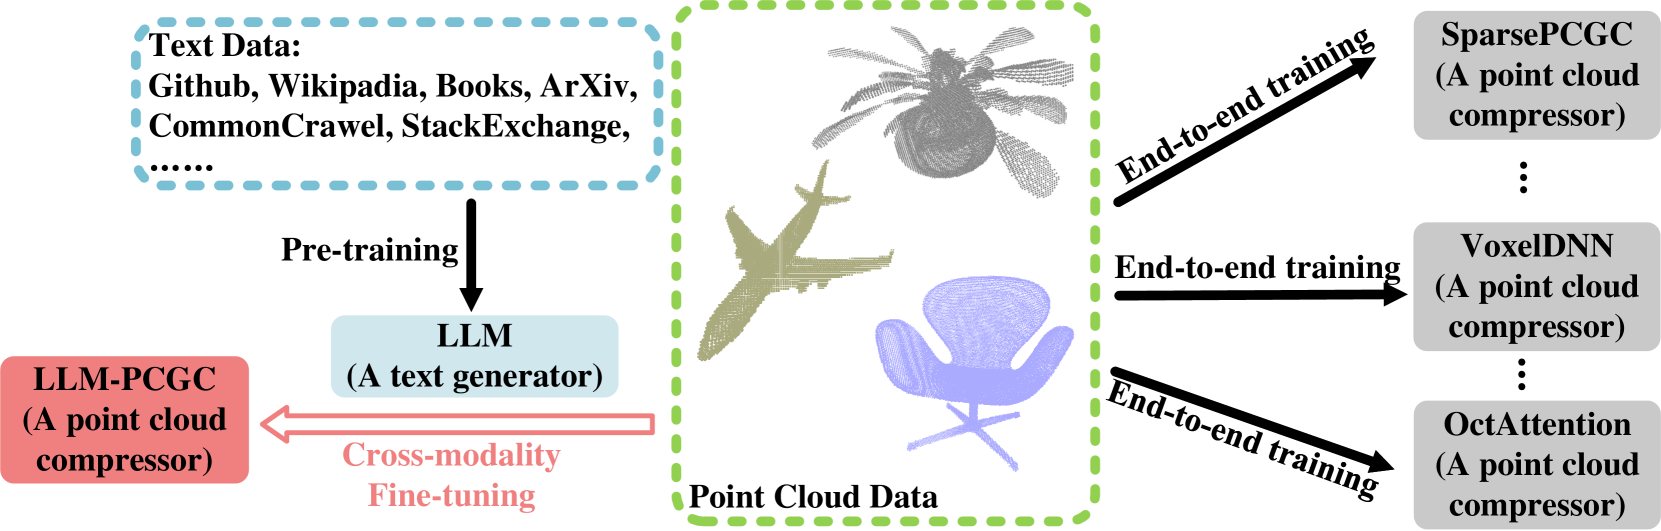 Text Data:
Github, Wikipadia, Books, ArXiv,
CommonCrawel, StackExchange,
......
Pre-training
LLM
(A text generator)
LLM-PCGC
(A point cloud
compressor)
Cross-modality
Fine-tuning
Point Cloud Data
End-to-end training
SparsePCGC
(A point cloud
compressor)
...
End-to-end training
VoxelDNN
(A point cloud
compressor)
...
End-to-end training
OctAttention
(A point cloud
compressor)